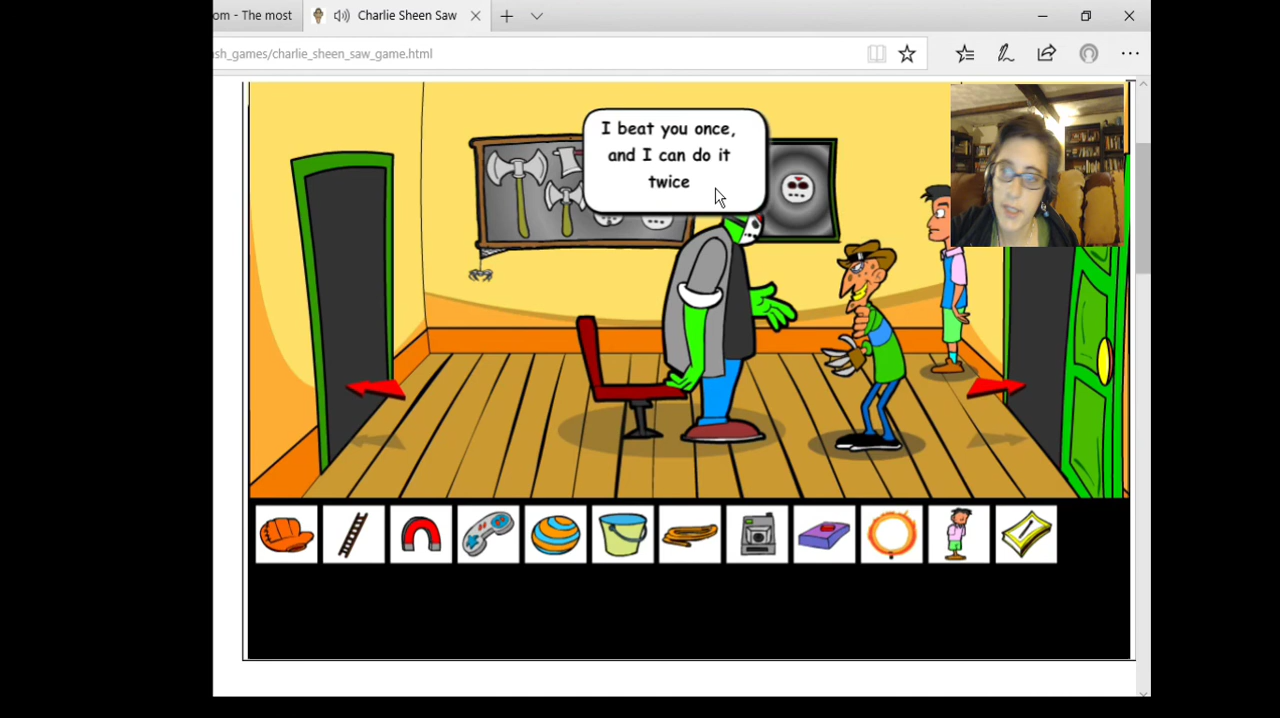 om - The most
Charlie Sheen Saw
sh_games/charlie_sheen_saw_game.html
I beat you once,
and I can do it
twice